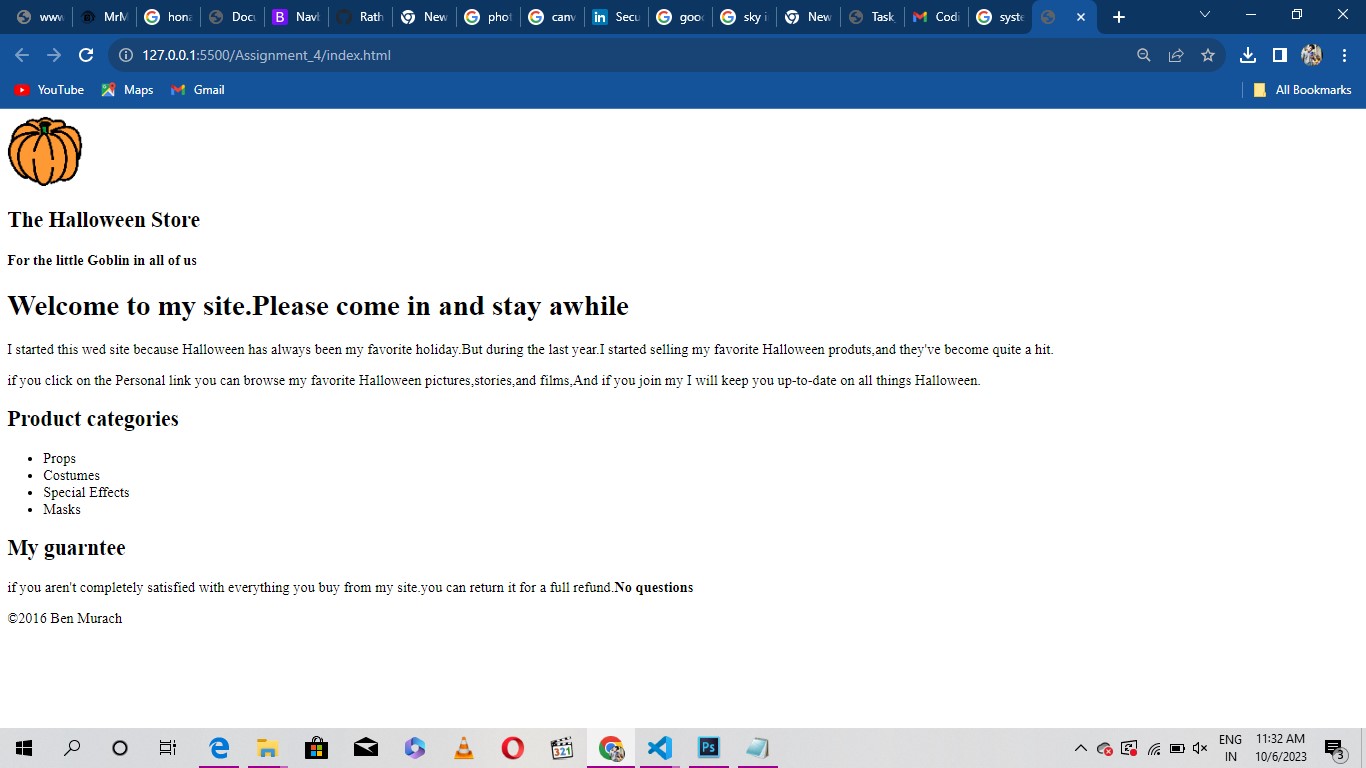 www
MrM
hona
Docu
Navb
Rath
New
phot
canv
Secu
goog
sky i
New
Task
Codi
syste
127.0.0.1:5500/Assignment_4/index.html
YouTube
Maps
Gmail
All Bookmarks
The Halloween Store
For the little Goblin in all of us
Welcome to my site.Please come in and stay awhile
I started this wed site because Halloween has always been my favorite holiday.But during the last year.I started selling my favorite Halloween produts,and they've become quite a hit.
if you click on the Personal link you can browse my favorite Halloween pictures,stories,and films,And if you join my I will keep you up-to-date on all things Halloween.
Product categories
Props
Costumes
Special Effects
Masks
My guarntee
if you aren't completely satisfied with everything you buy from my site.you can return it for a full refund.No questions
©2016 Ben Murach
321
Ps
ENG
IN
11:32 AM
10/6/2023
3